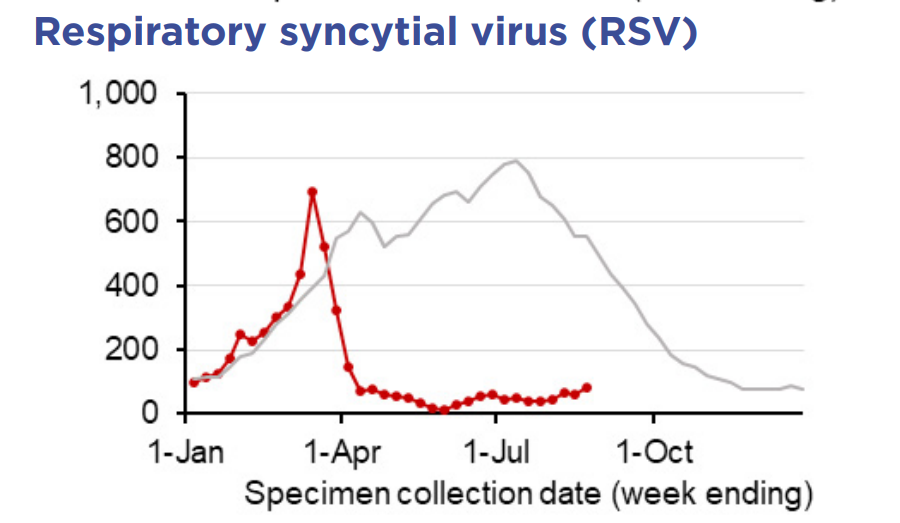 Respiratory syncytial virus (RSV)
1,000
800
600
400
200
0
1-Jan 1-Apr 1-Jul 1-Oct
Specimen collection date (week ending)